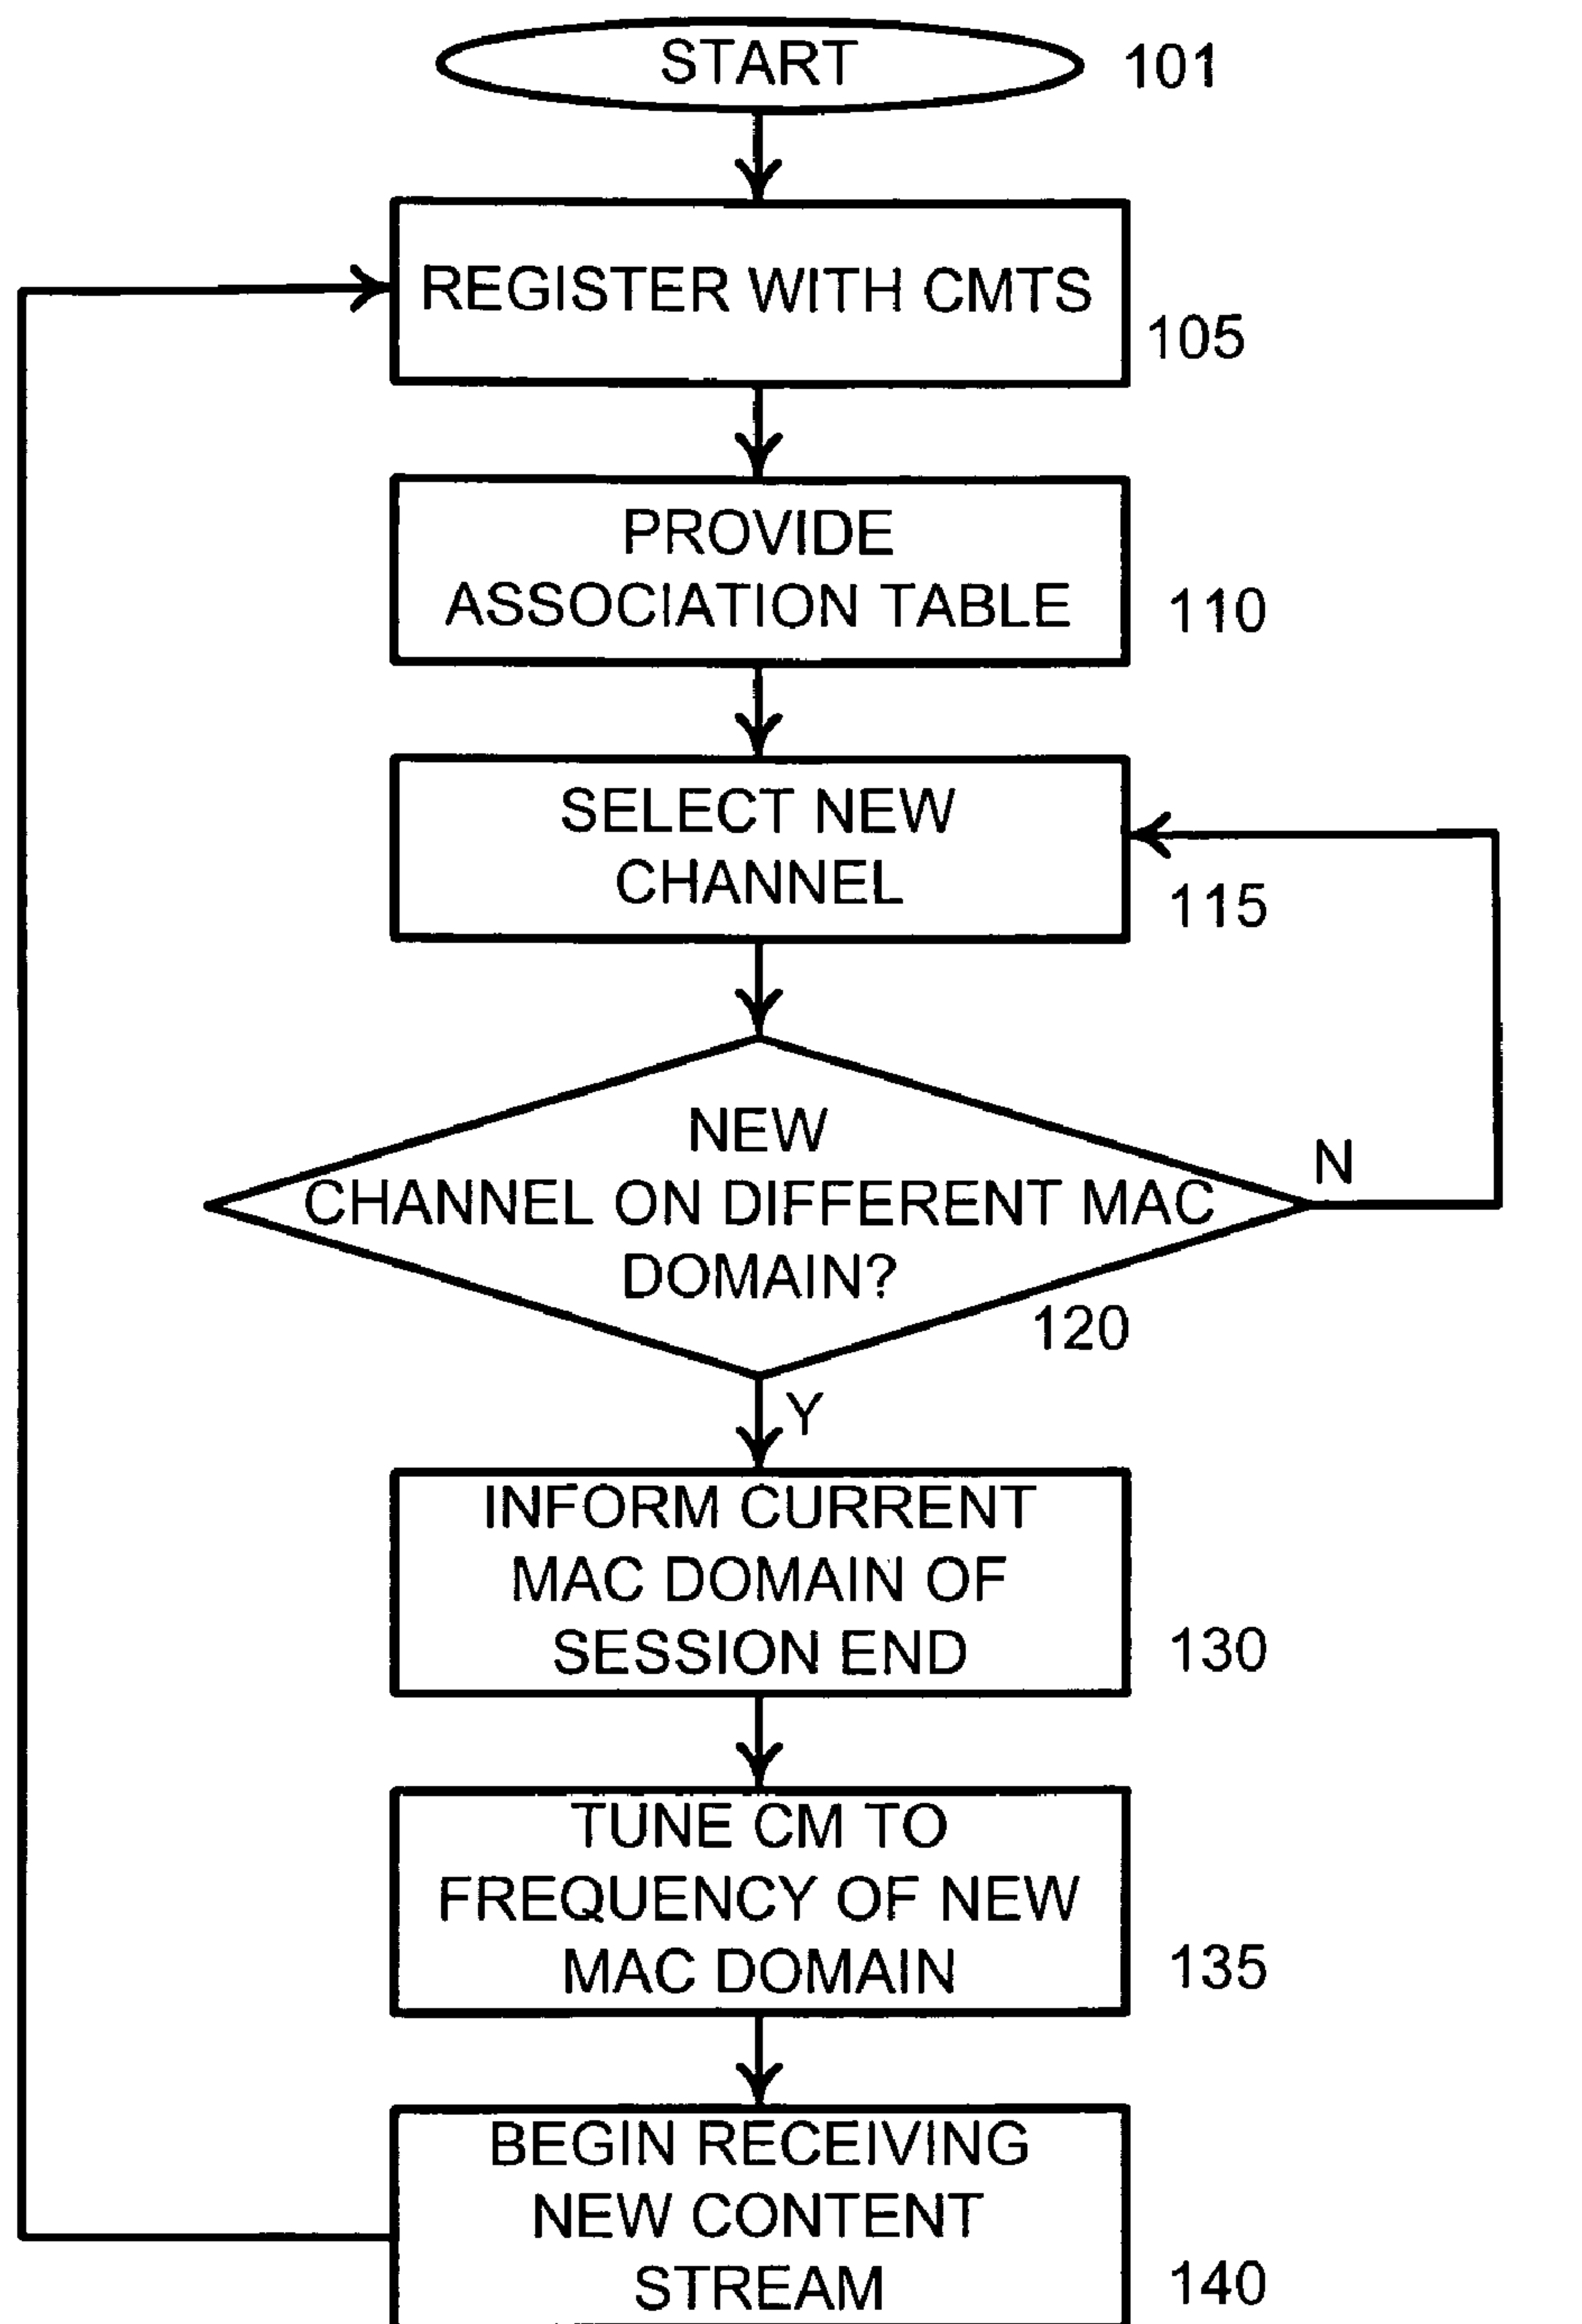 START
101
REGISTER WITH CMTS
105
PROVIDE
ASSOCIATION TABLE
110
SELECT NEW
CHANNEL
115
NEW
CHANNEL ON DIFFERENT MAC
DOMAIN?
N
120
Y
INFORM CURRENT
MAC DOMAIN OF
SESSION END
130
TUNE CM TO
FREQUENCY OF NEW
MAC DOMAIN
135
BEGIN RECEIVING
NEW CONTENT
STREAM
140